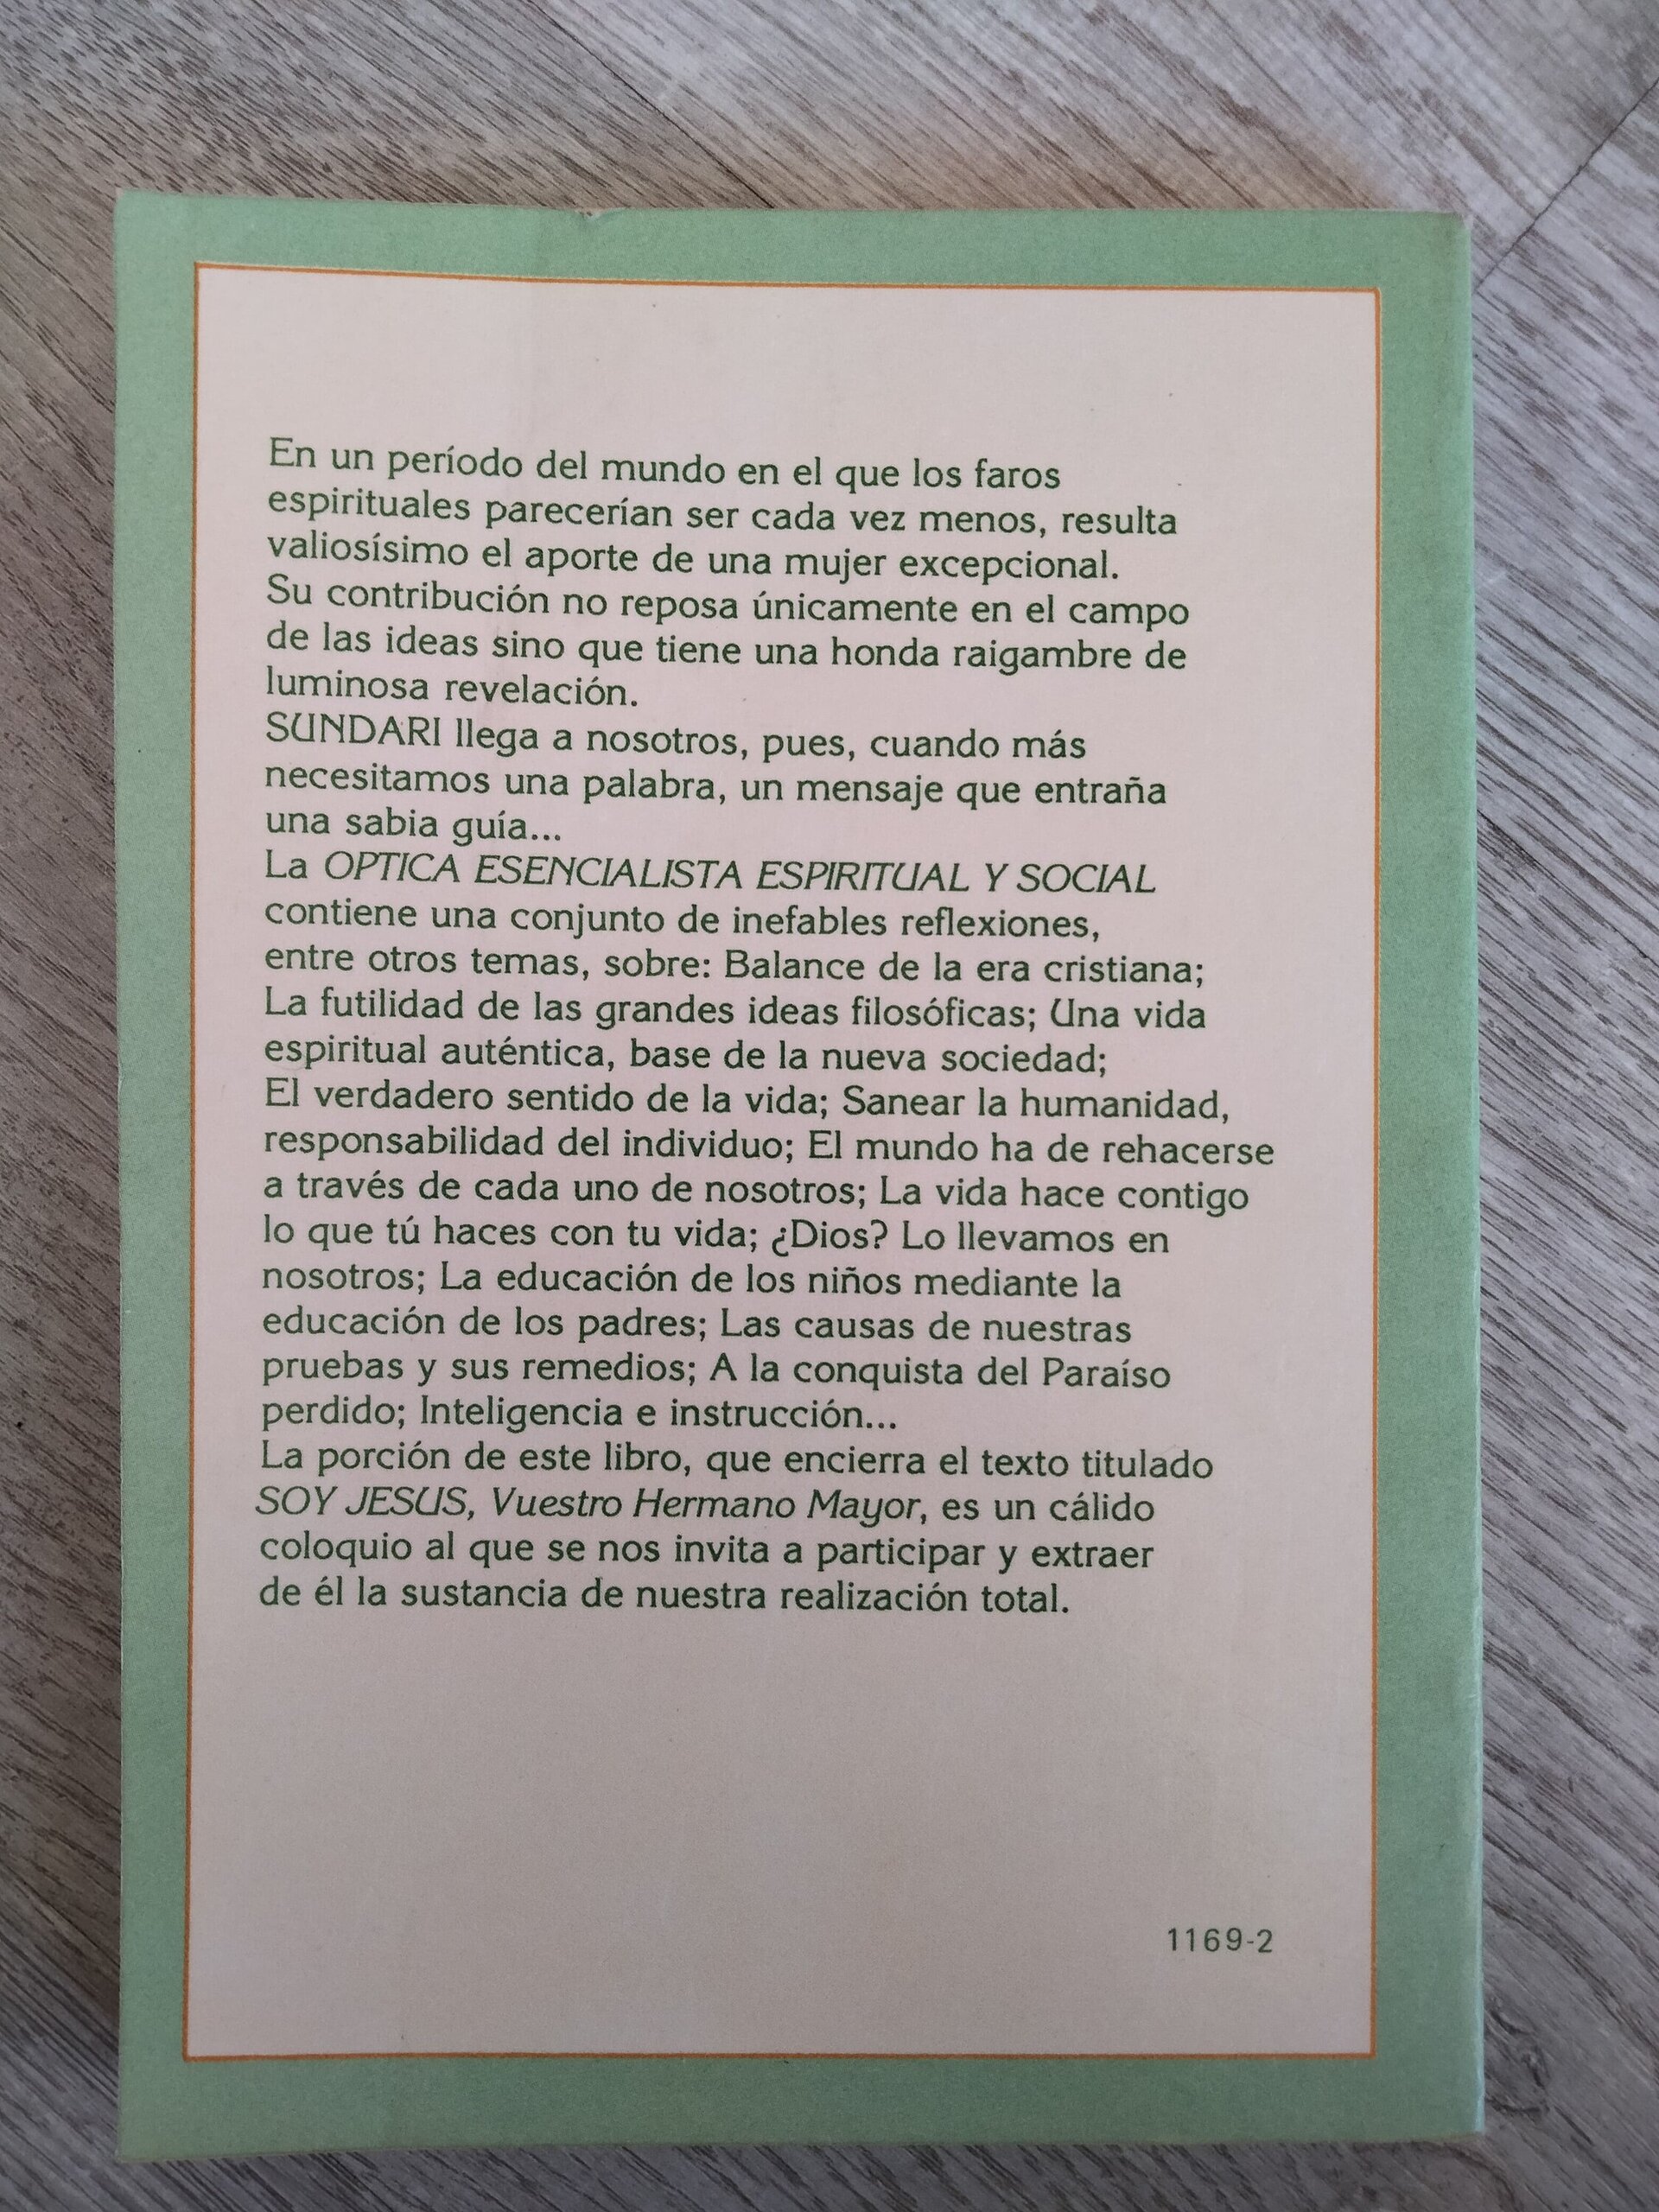 En un período del mundo en el que los faros
espirituales parecerían ser cada vez menos, resulta
valiosísimo el aporte de una mujer excepcional.
Su contribución no reposa únicamente en el campo
de las ideas sino que tiene una honda raigambre de
luminosa revelación.
SUNDARI llega a nosotros, pues, cuando más
necesitamos una palabra, un mensaje que entraña
una sabia guía...
La OPTICA ESENCIALISTA ESPIRITUAL Y SOCIAL
contiene una conjunto de inefables reflexiones,
entre otros temas, sobre: Balance de la era cristiana;
La futilidad de las grandes ideas filosóficas; Una vida
espiritual auténtica, base de la nueva sociedad;
El verdadero sentido de la vida; Sanear la humanidad,
responsabilidad del individuo; El mundo ha de rehacerse
a través de cada uno de nosotros; La vida hace contigo
lo que tú haces con tu vida; ¿Dios? Lo llevamos en
nosotros; La educación de los niños mediante la
educación de los padres; Las causas de nuestras
pruebas y sus remedios; A la conquista del Paraíso
perdido; Inteligencia e instrucción...
La porción de este libro, que encierra el texto titulado
SOY JESUS, Vuestro Hermano Mayor, es un cálido
coloquio al que se nos invita a participar y extraer
de él la sustancia de nuestra realización total.
1169-2